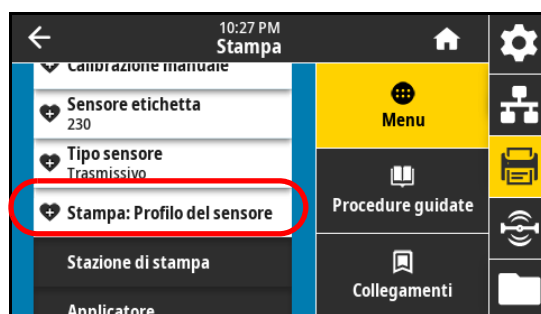 10:27 PM
Stampa
Calibrazione manuale
Sensore etichetta
230
Tipo sensore
Trasmissivo
Stampa: Profilo del sensore
Stazione di stampa
Applicatore
Menu
Procedure guidate
Collegamenti